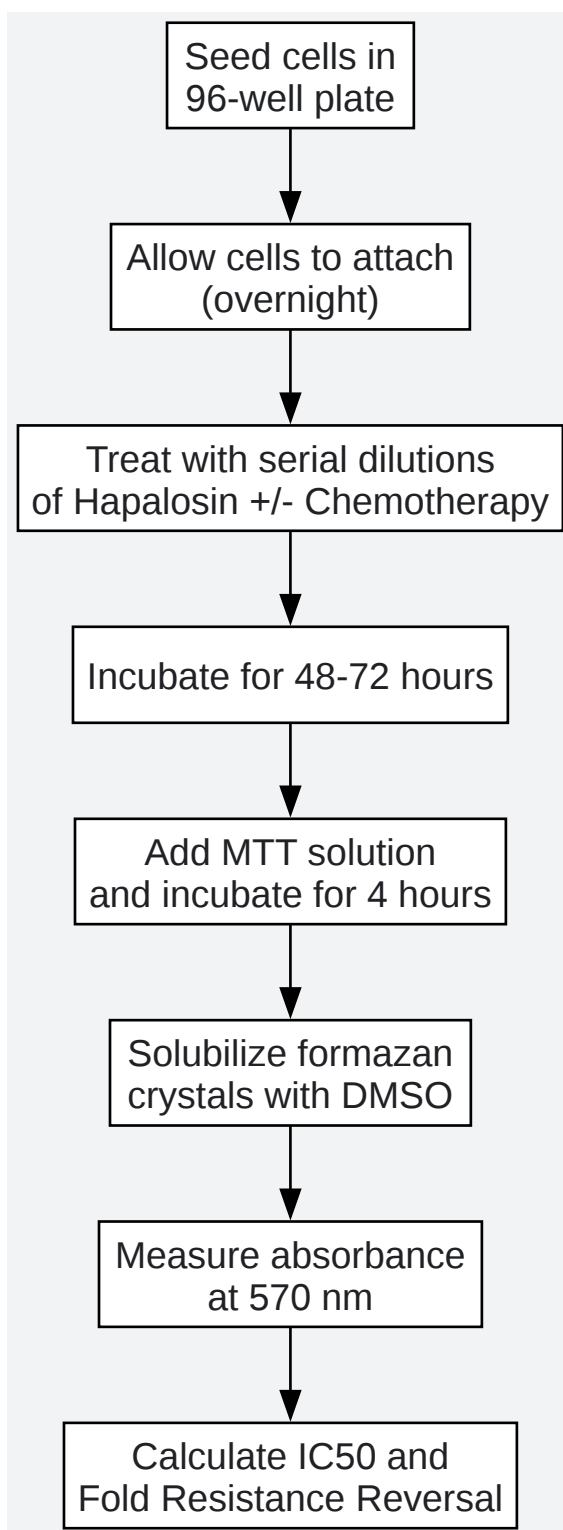 Seed cells in
96-well plate
Allow cells to attach
(overnight)
Treat with serial dilutions
of Hapalosin +/- Chemotherapy
Incubate for 48-72 hours
Add MTT solution
and incubate for 4 hours
Solubilize formazan
crystals with DMSO
Measure absorbance
at 570 nm
Calculate IC50 and
Fold Resistance Reversal